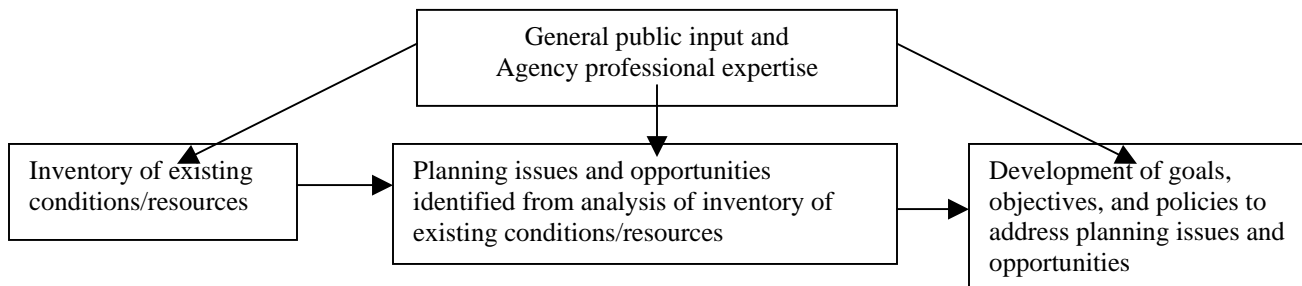 General public input and
Agency professional expertise
Inventory of existing
conditions/resources
Planning issues and opportunities
identified from analysis of inventory of
existing conditions/resources
Development of goals,
objectives, and policies to
address planning issues and
opportunities